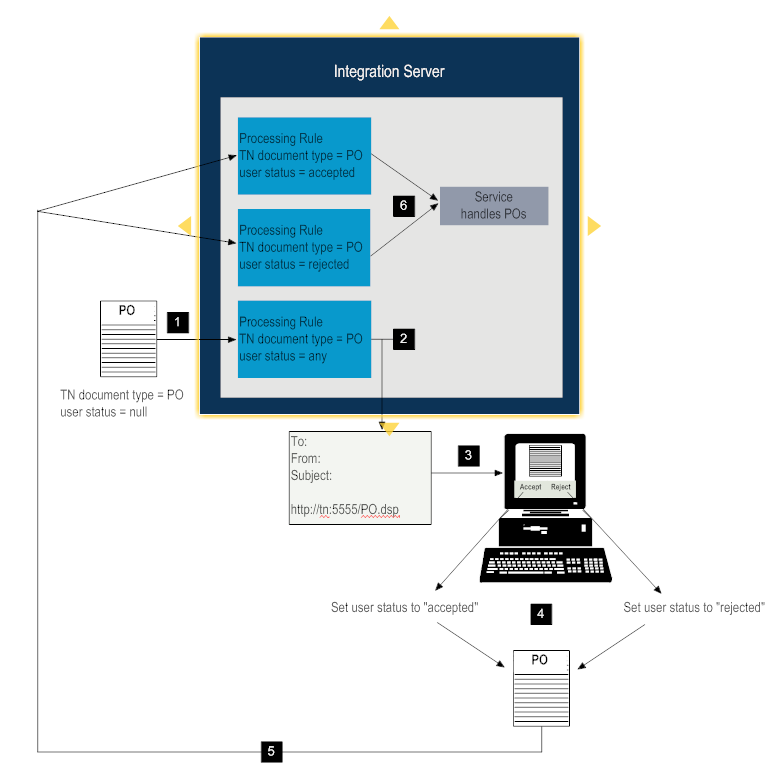 Integration Server
Processing Rule
TN document type = PO
user status = accepted
6
Service
handles POs
Processing Rule
TN document type = PO
user status = rejected
PO
1
Processing Rule
TN document type = PO
user status = any
2
TN document type = PO
user status = null
To:
From:
Subject:
http://tn:5555/PO.dsp
3
Accept Reject
Set user status to "accepted"
4
Set user status to "rejected"
PO
5